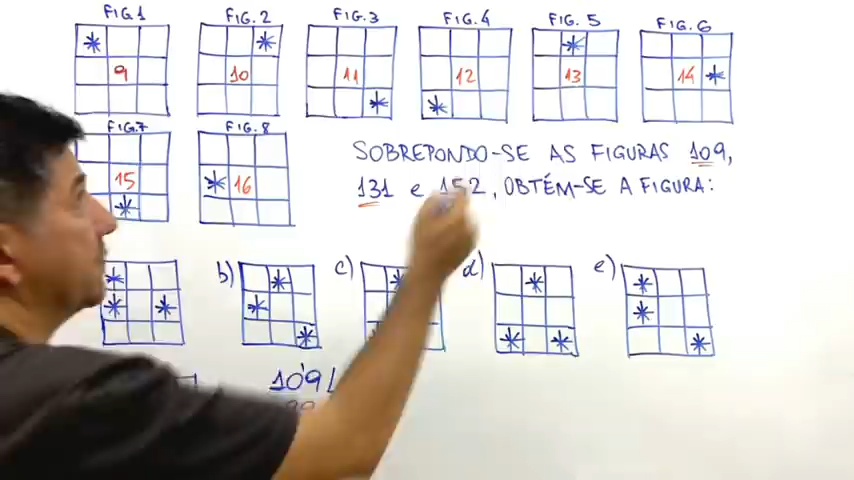 FIG.1 FIG.2 FIG.3 FIG.4 FIG.5 FIG.6
9 10 11 12 13 14
FIG.7 FIG.8
15 16
SOBREPONDO-SE AS FIGURAS 109,
131 e 152, OBTÉM-SE A FIGURA:
b) c) d) e)
109